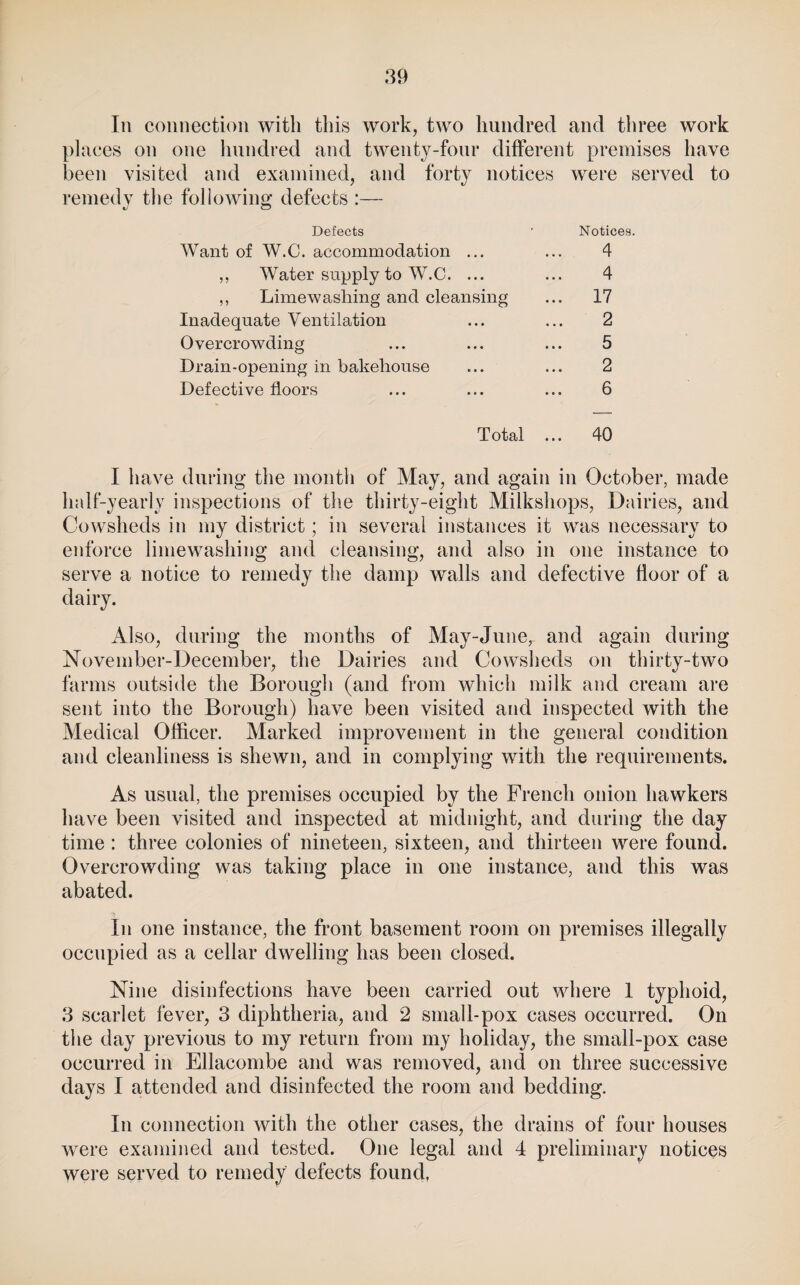 39
In connection with this work, two hundred and three work
places on one hundred and twenty-four different premises have
been visited and examined, and forty notices were served to
remedy the following defects :—
Defects Notices.
Want of W.C. accommodation ... ... 4
,, Water supply to W.C. ... ... 4
,, Limewashing and cleansing ... 17
Inadequate Ventilation ... ... 2
Overcrowding ... ... ... 5
Drain-opening in bakehouse ... ... 2
Defective floors ... ... ... 6
Total ... 40
I have during the month of May, and again in October, made
half-yearly inspections of the thirty-eight Milkshops, Dairies, and
Cowsheds in my district ; in several instances it was necessary to
enforce limewashing and cleansing, and also in one instance to
serve a notice to remedy the damp walls and defective floor of a
dairy.
Also, during the months of May-June, and again during
November-December, the Dairies and Cowsheds on thirty-two
farms outside the Borough (and from which milk and cream are
sent into the Borough) have been visited and inspected with the
Medical Officer. Marked improvement in the general condition
and cleanliness is shewn, and in complying with the requirements.
As usual, the premises occupied by the French onion hawkers
have been visited and inspected at midnight, and during the day
time : three colonies of nineteen, sixteen, and thirteen were found.
Overcrowding was taking place in one instance, and this was
abated.
In one instance, the front basement room on premises illegally
occupied as a cellar dwelling has been closed.
Nine disinfections have been carried out where 1 typhoid,
3 scarlet fever, 3 diphtheria, and 2 small-pox cases occurred. On
the day previous to my return from my holiday, the small-pox case
occurred in Ellacombe and was removed, and on three successive
days I attended and disinfected the room and bedding.
In connection with the other cases, the drains of four houses
were examined and tested. One legal and 4 preliminary notices
were served to remedy defects found,